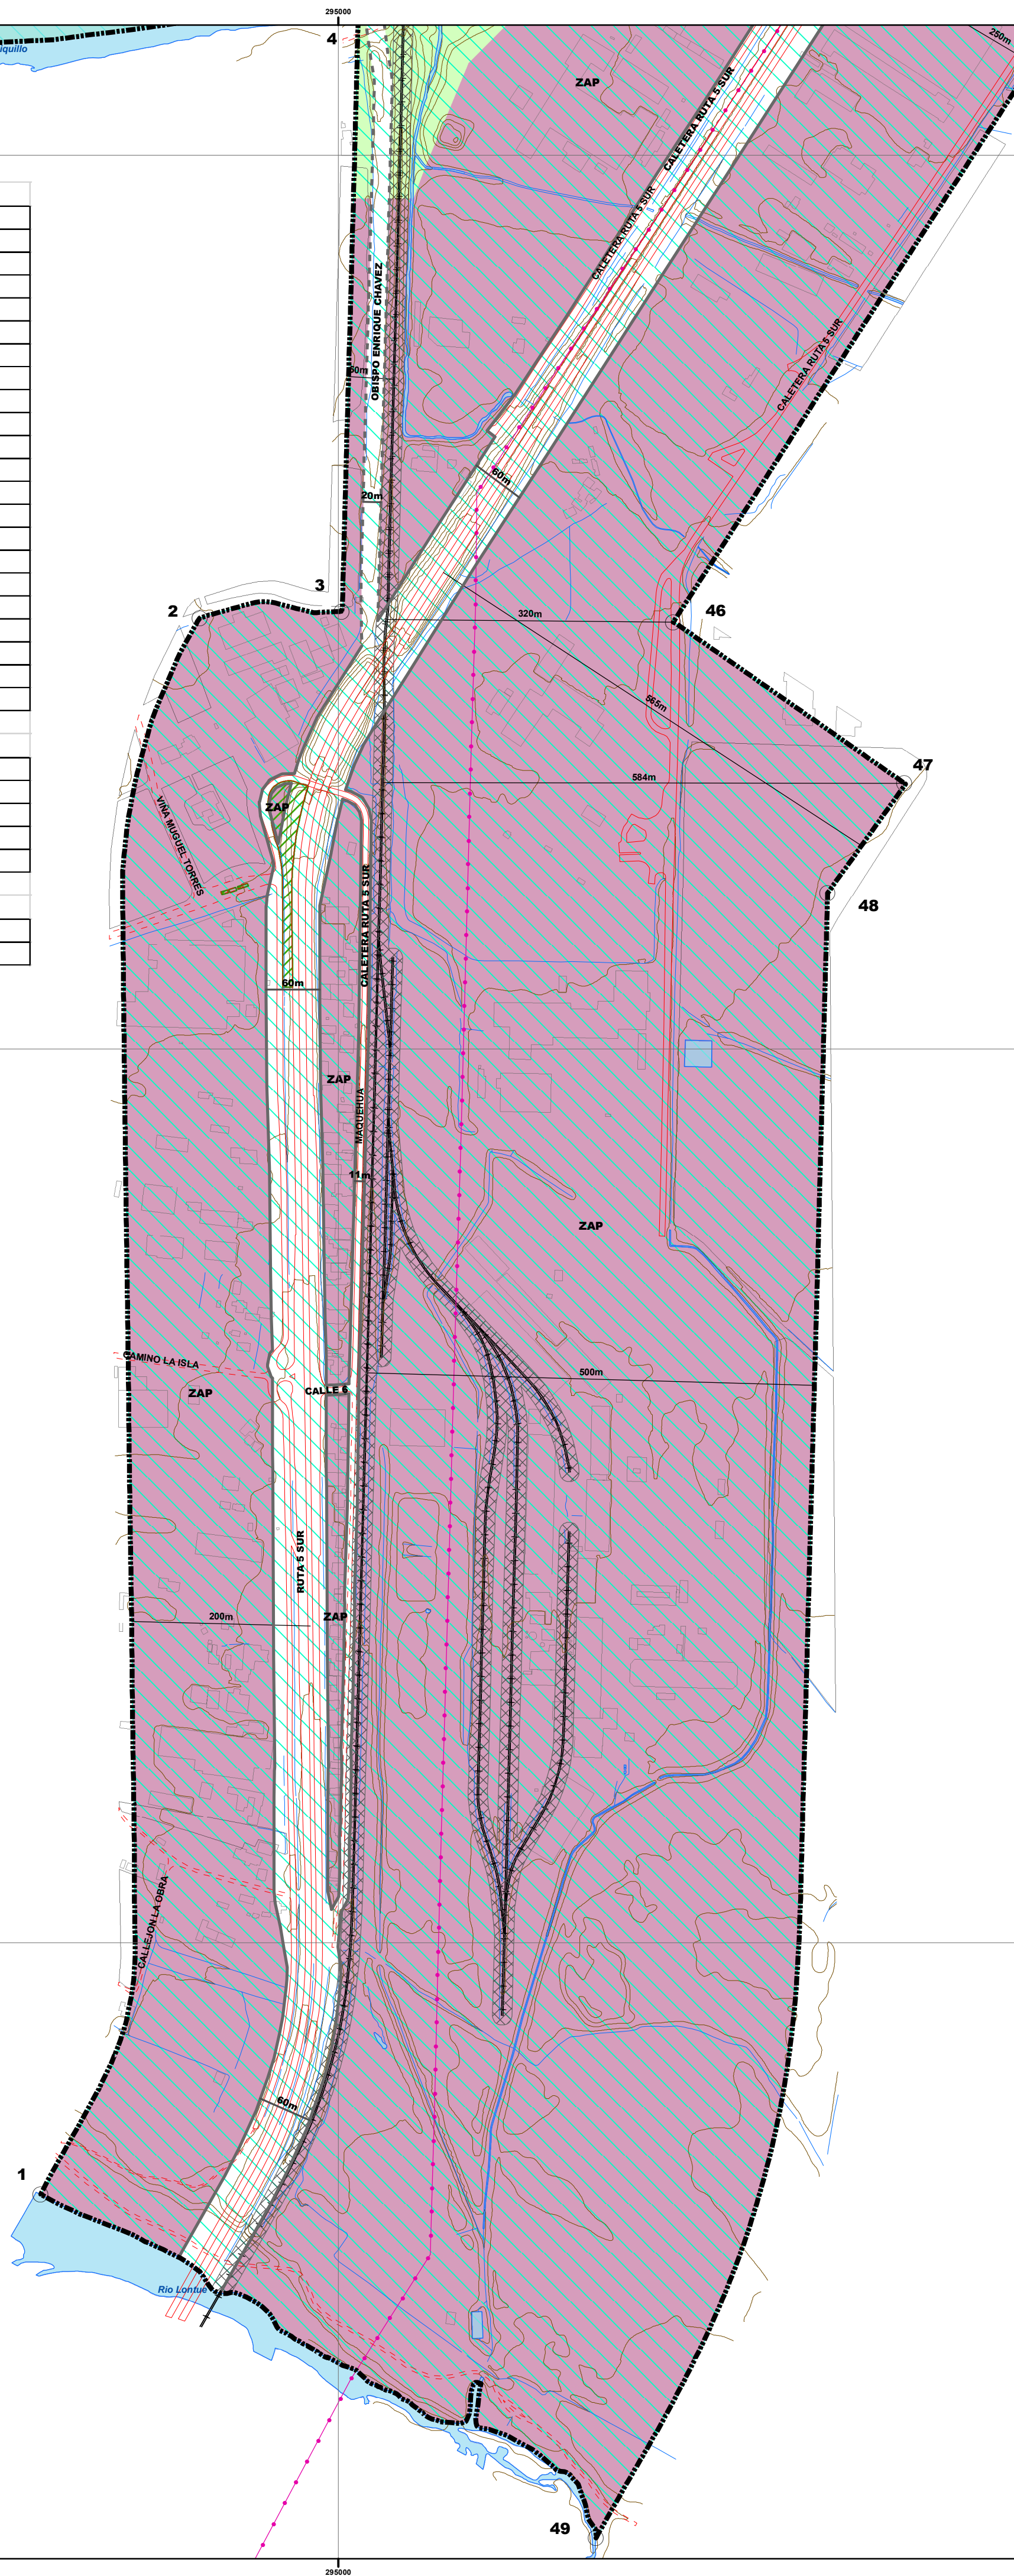 295000
4
iquillo
250m
ZAP
CALETERA RUTA 5 SUR
CALETERA RUTA 5 SUR
OBISPO ENRIQUE CHAVEZ
CALETERA RUTA 5 SUR
50m
60m
20m
3
2
46
320m
565m
47
584m
ZAP
VIÑA MUGUEL TORRES
48
CALETERA RUTA 5 SUR
60m
ZAP
MAQUEHUA
11m
ZAP
CAMINO LA ISLA
500m
ZAP
CALLE 6
RUTA 5 SUR
200m
ZAP
CALLEJON LA OBRA
60m
1
Rio Lontue
49
295000